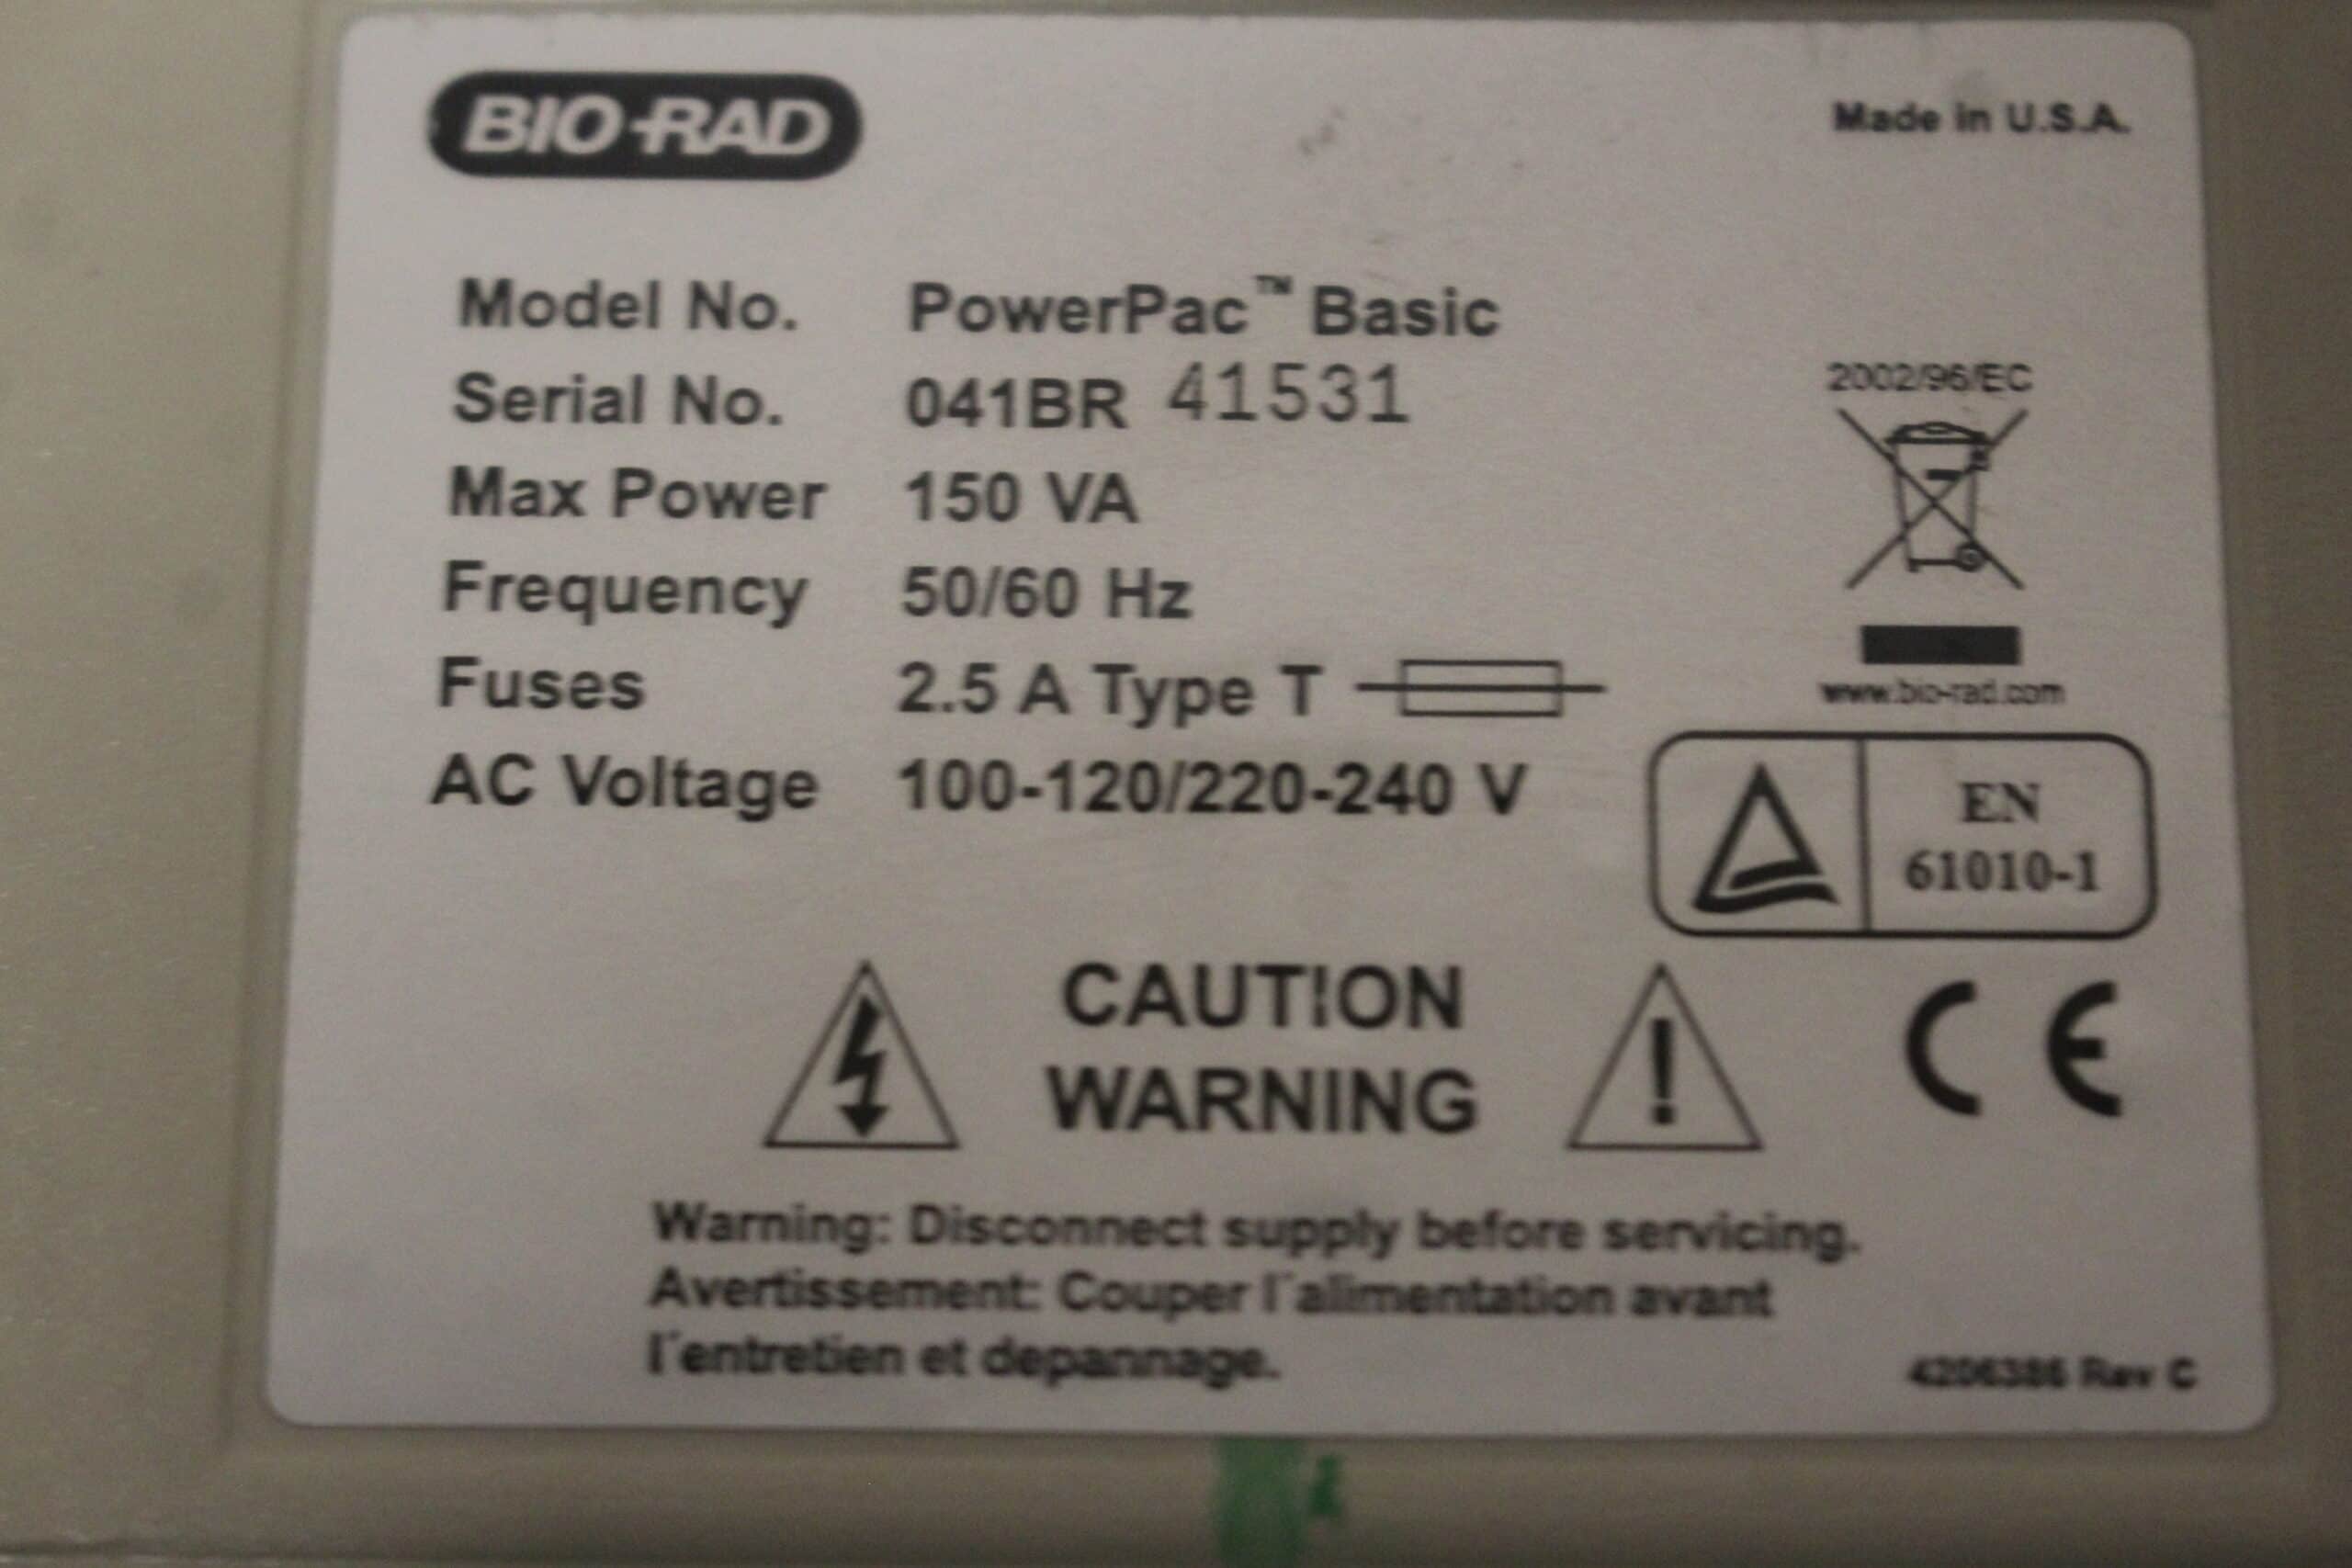 BIO-RAD
Made in U.S.A.
Model No. PowerPac™ Basic
Serial No. 041BR 41531
Max Power 150 VA
Frequency 50/60 Hz
Fuses 2.5 A Type T
AC Voltage 100-120/220-240 V
2002/96/EC
www.bio-rad.com
EN
61010-1
CAUTION
WARNING
CE
Warning: Disconnect supply before servicing.
Avertissement: Couper l´alimentation avant
l´entretien et depannage.
4206386 Rev C